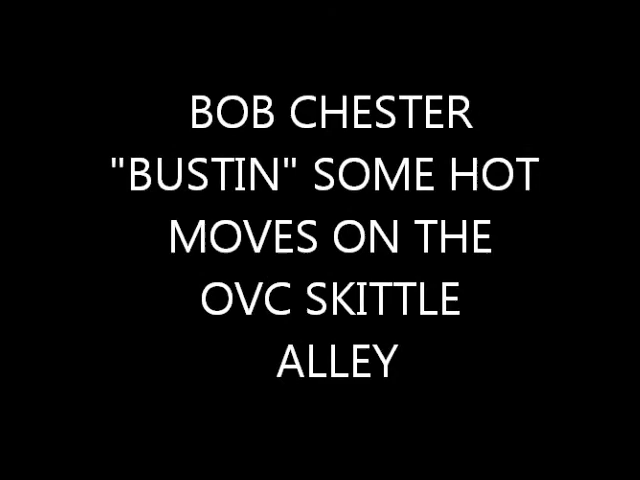 BOB CHESTER
"BUSTIN" SOME HOT
MOVES ON THE
OVC SKITTLE
ALLEY